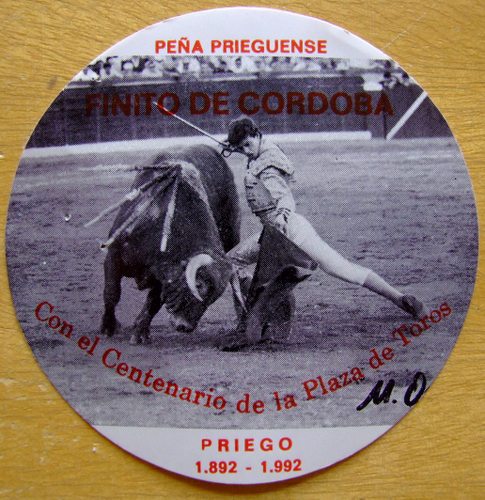 PEÑA PRIEGUENSE
FINITO DE CORDOBA
Con el Centenario de la Plaza de Toros
M.O
PRIEGO
1.892 - 1.992